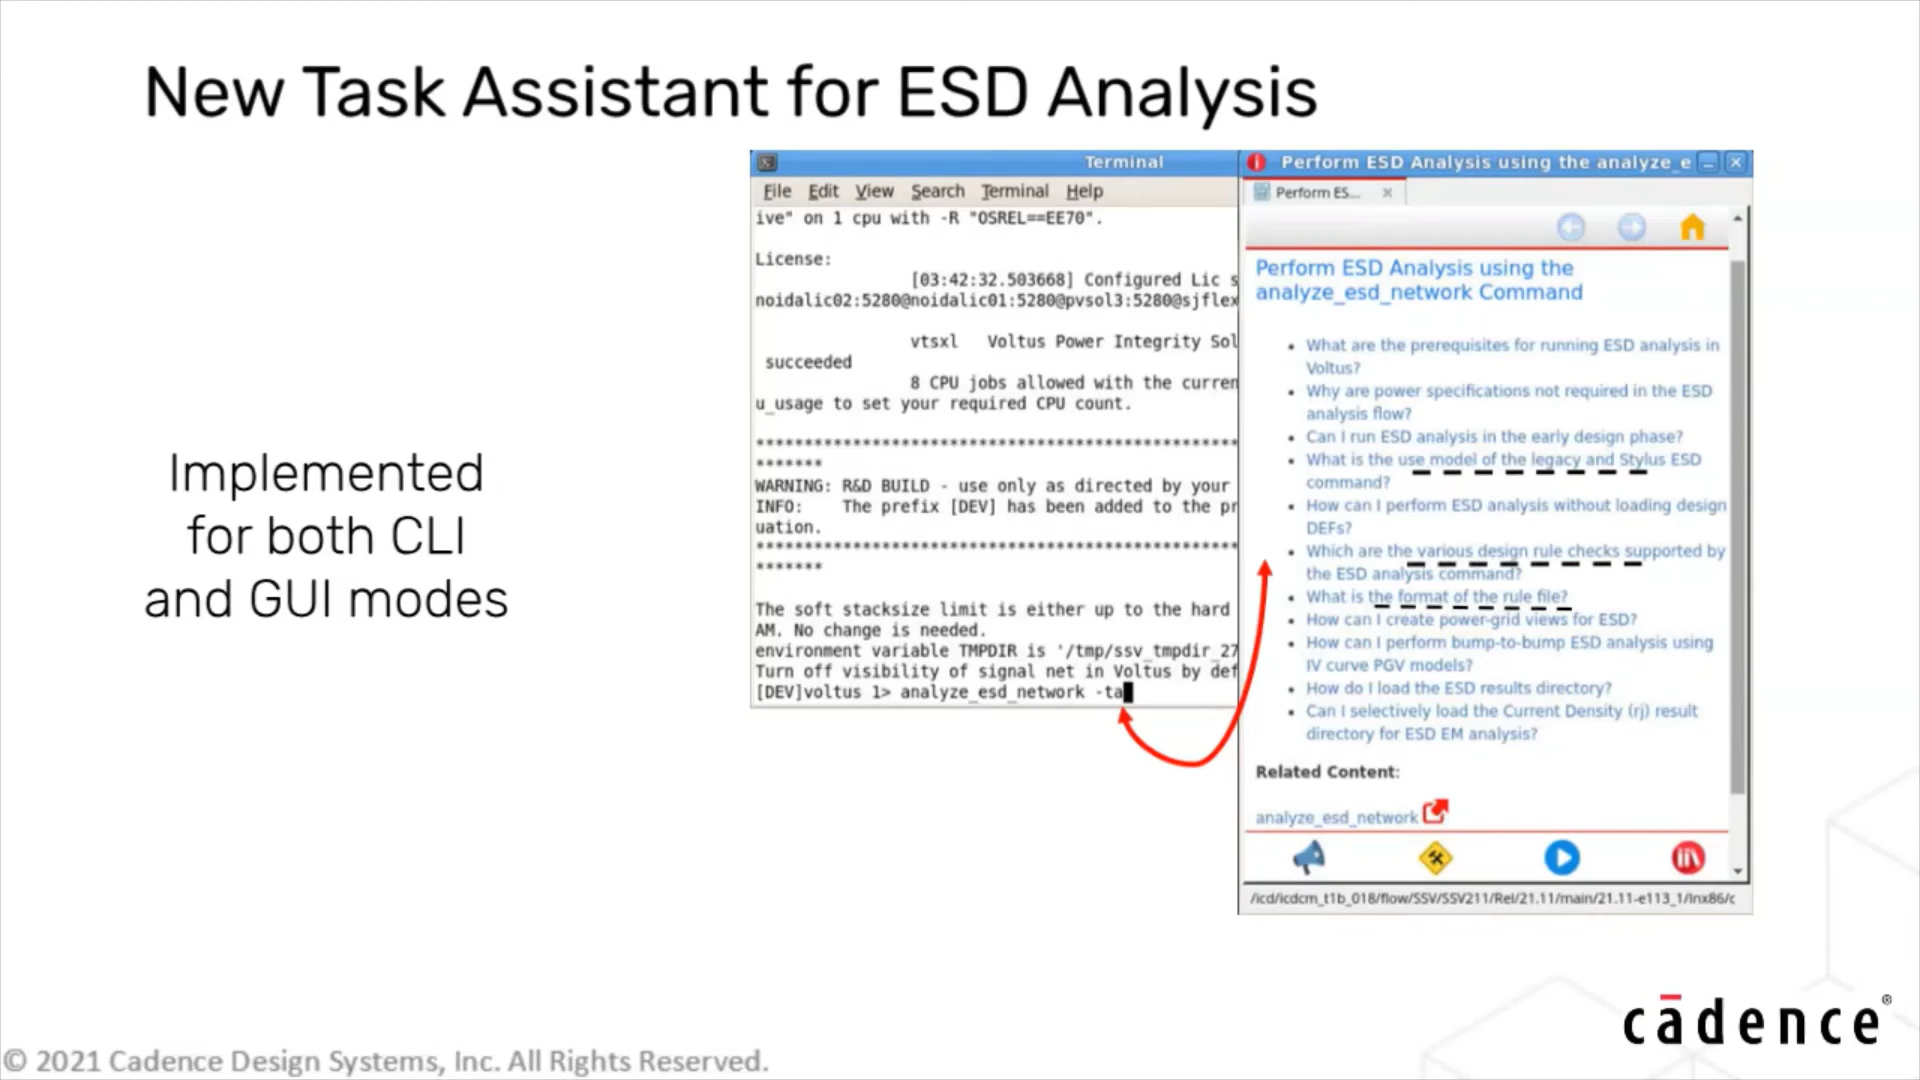 New Task Assistant for ESD Analysis
Implemented
for both CLI
and GUI modes
Terminal
File Edit View Search Terminal Help
ive" on 1 cpu with -R "OSREL==EE70".
License:
[03:42:32.503668] Configured Lic s
noidalic02:5280@noidalic01:5280@pvsol3:5280@sjflex
vtsxl Voltus Power Integrity Sol
succeeded
8 CPU jobs allowed with the curren
u_usage to set your required CPU count.
**************************************************
*******
WARNING: R&D BUILD - use only as directed by your
INFO: The prefix [DEV] has been added to the pr
uation.
**************************************************
*******
The soft stacksize limit is either up to the hard
AM. No change is needed.
environment variable TMPDIR is '/tmp/ssv_tmpdir_27
Turn off visibility of signal net in Voltus by def
[DEV]voltus 1> analyze_esd_network -ta
Perform ESD Analysis using the analyze_e
Perform ES...
Perform ESD Analysis using the
analyze_esd_network Command
• What are the prerequisites for running ESD analysis in
Voltus?
• Why are power specifications not required in the ESD
analysis flow?
• Can I run ESD analysis in the early design phase?
• What is the use model of the legacy and Stylus ESD
command?
• How can I perform ESD analysis without loading design
DEFs?
• Which are the various design rule checks supported by
the ESD analysis command?
• What is the format of the rule file?
• How can I create power-grid views for ESD?
• How can I perform bump-to-bump ESD analysis using
IV curve PGV models?
• How do I load the ESD results directory?
• Can I selectively load the Current Density (rj) result
directory for ESD EM analysis?
Related Content:
analyze_esd_network
/icd/icdcm_t1b_018/flow/SSV/SSV211/Rel/21.11/main/21.11-e113_1/lnx86/c
cādence®
© 2021 Cadence Design Systems, Inc. All Rights Reserved.